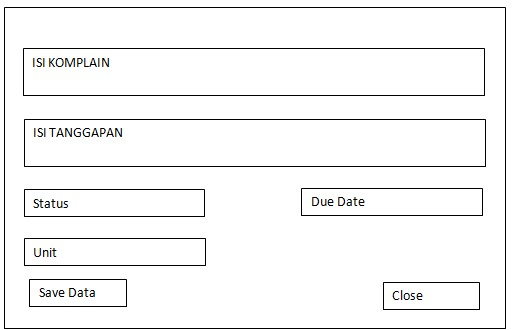 ISI KOMPLAIN
ISI TANGGAPAN
Status
Due Date
Unit
Save Data
Close